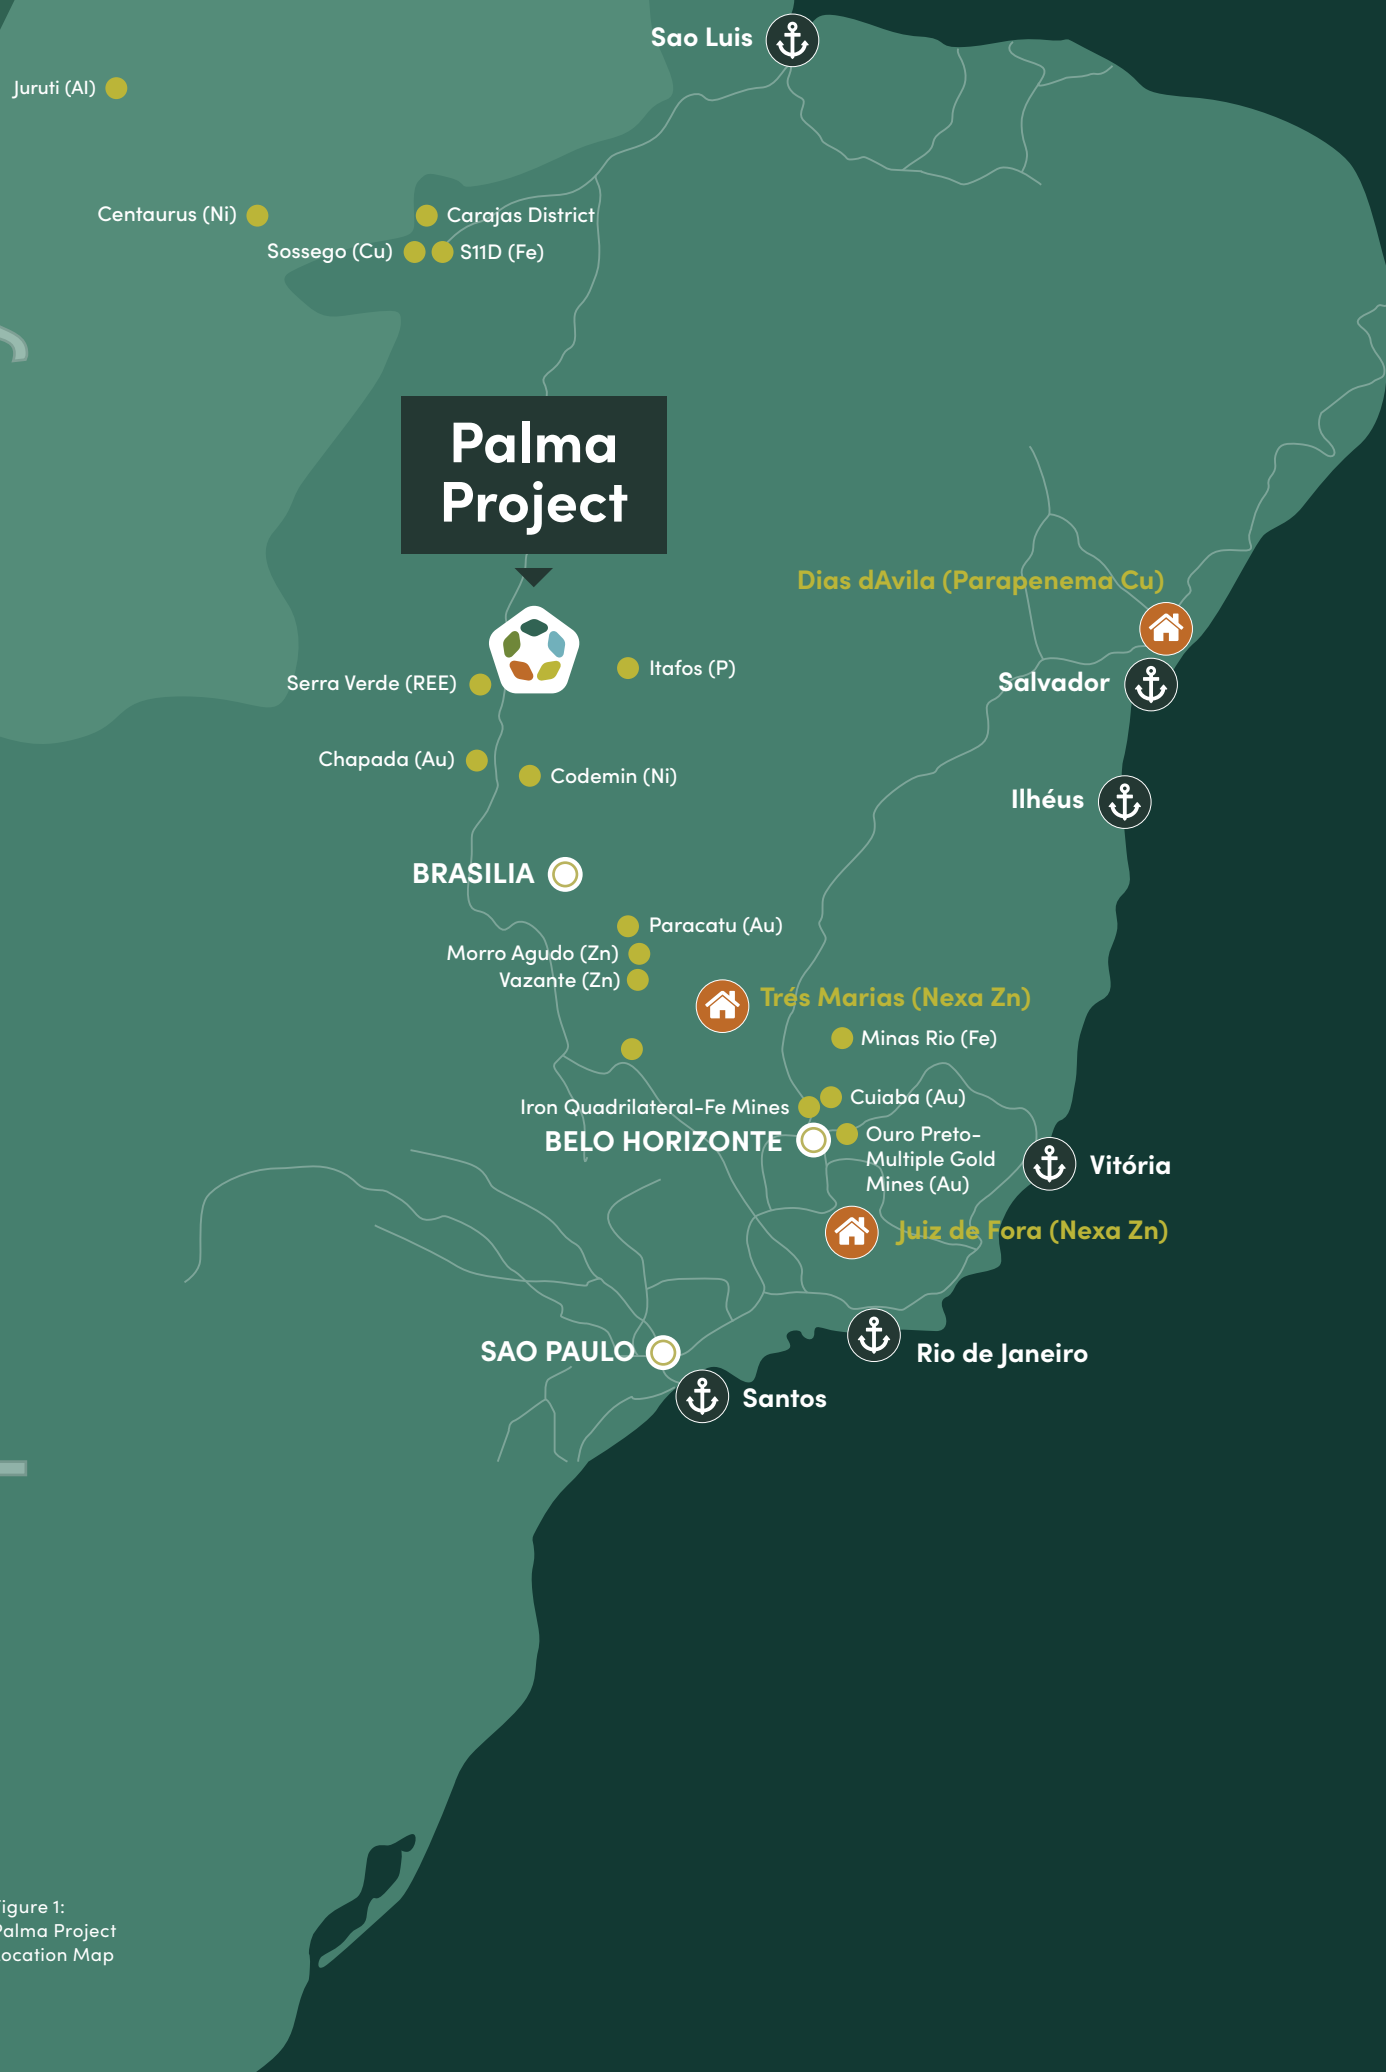 Sao Luis
Juruti (Al)
Centaurus (Ni)
Carajas District
Sossego (Cu)
S11D (Fe)
Palma
Project
Dias dAvila (Parapenema Cu)
Itafos (P)
Serra Verde (REE)
Salvador
Chapada (Au)
Codemin (Ni)
Ilhéus
BRASILIA
Paracatu (Au)
Morro Agudo (Zn)
Vazante (Zn)
Trés Marias (Nexa Zn)
Minas Rio (Fe)
Cuiaba (Au)
Iron Quadrilateral-Fe Mines
BELO HORIZONTE
Ouro Preto-
Multiple Gold
Mines (Au)
Vitória
Juiz de Fora (Nexa Zn)
SAO PAULO
Rio de Janeiro
Santos
igure 1:
Palma Project
ocation Map